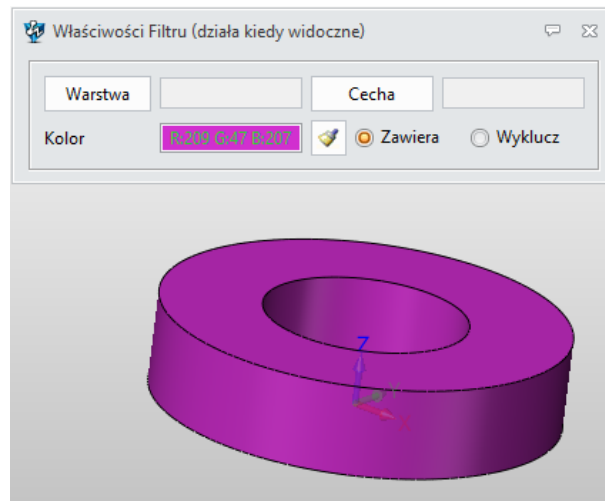 Właściwości Filtru (działa kiedy widoczne)
Warstwa Cecha
Kolor R:209 G:47 B:207 Zawiera Wyklucz
Z
Y
X